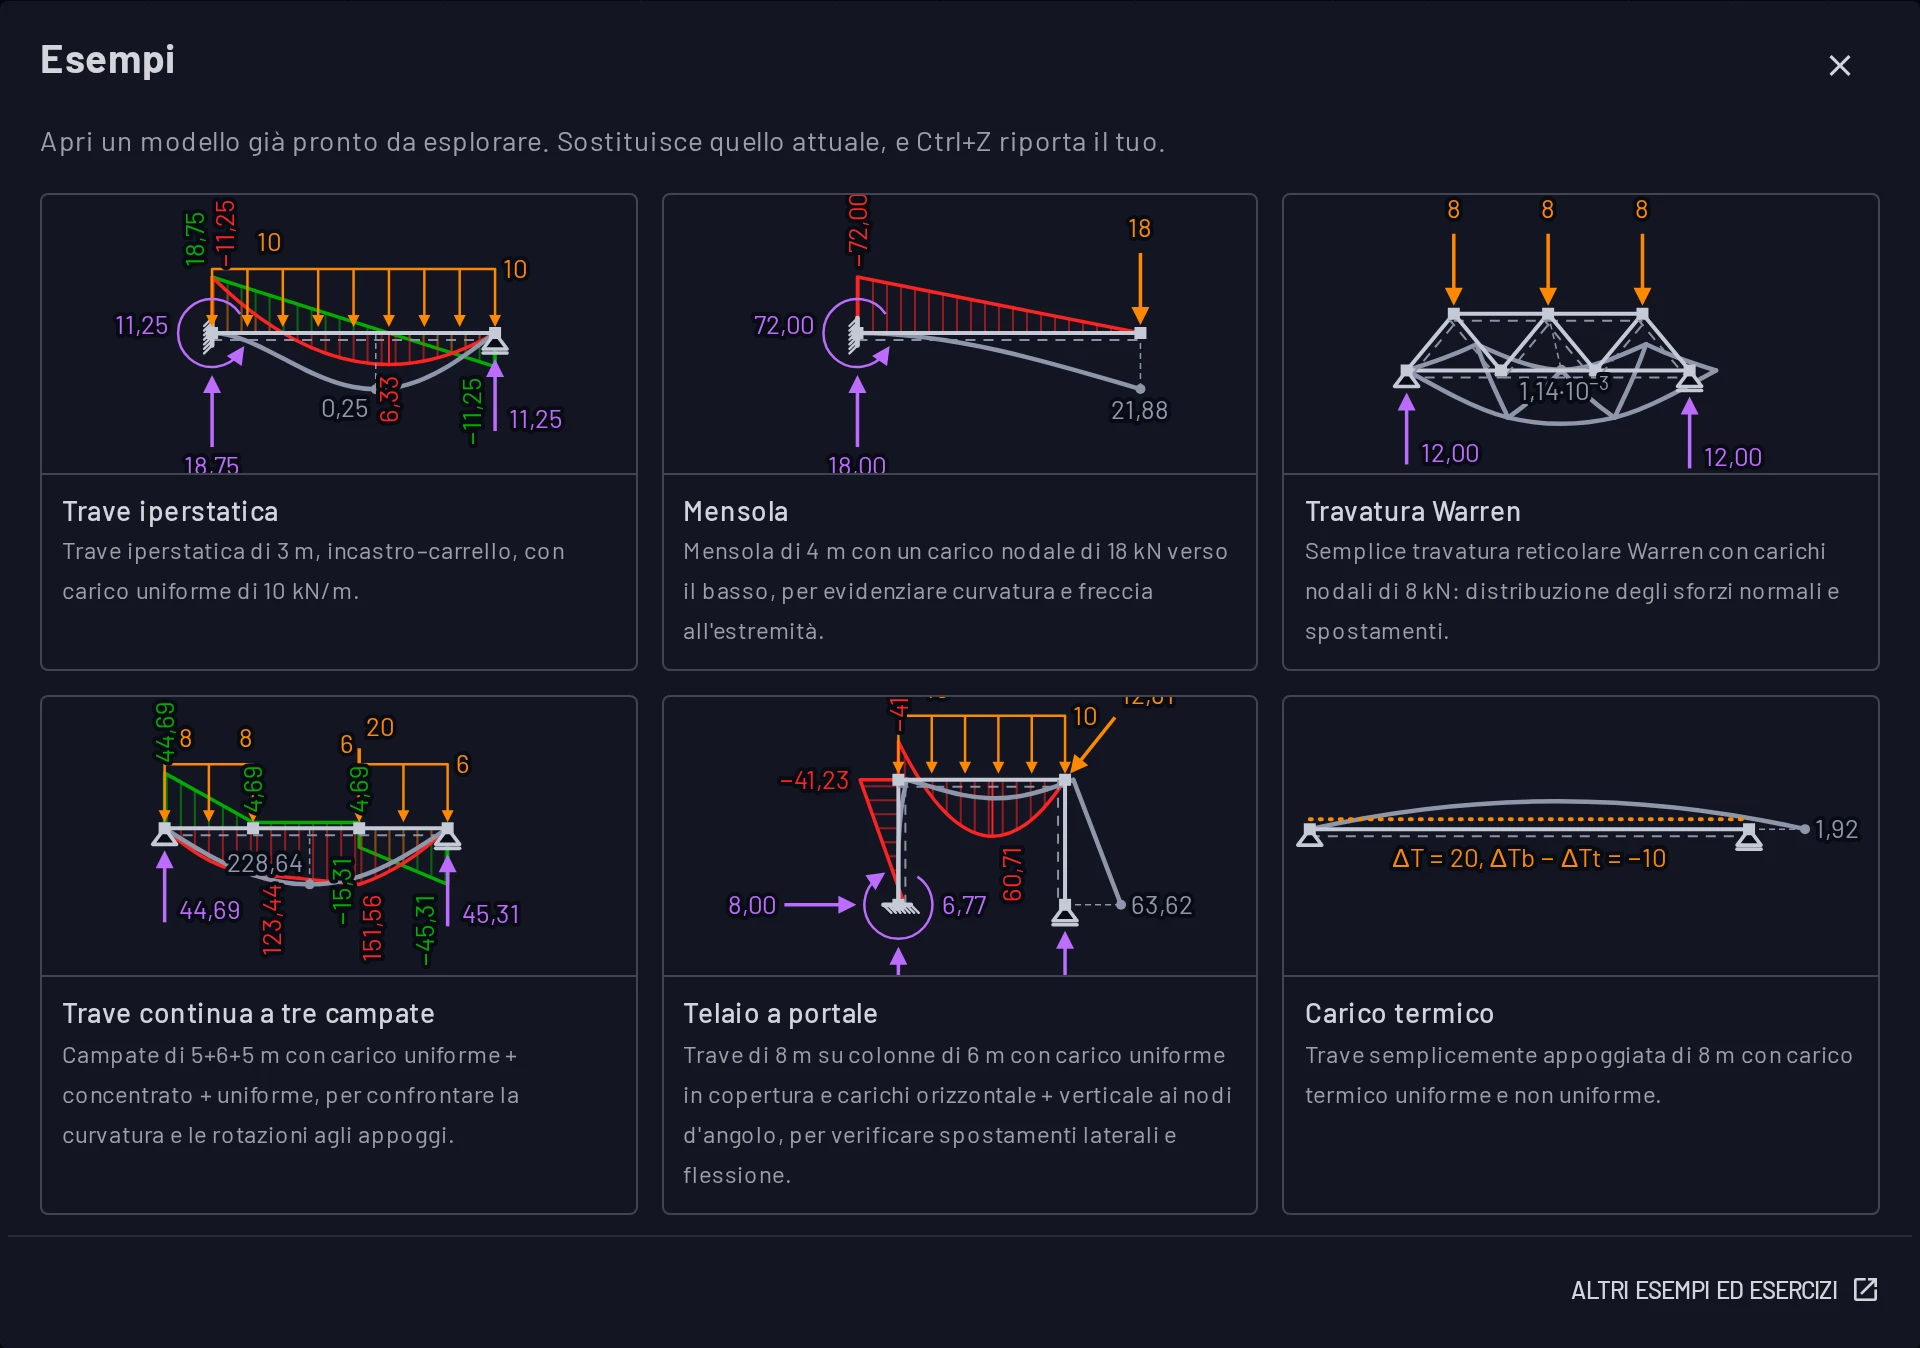 Esempi
Apri un modello già pronto da esplorare. Sostituisce quello attuale, e Ctrl+Z riporta il tuo.
18,75
−11,25
10
10
11,25
0,25
6,33
−11,25
11,25
18,75
Trave iperstatica
Trave iperstatica di 3 m, incastro–carrello, con
carico uniforme di 10 kN/m.
−72,00
18
72,00
21,88
18,00
Mensola
Mensola di 4 m con un carico nodale di 18 kN verso
il basso, per evidenziare curvatura e freccia
all'estremità.
8
8
8
1,14·10⁻³
12,00
12,00
Travatura Warren
Semplice travatura reticolare Warren con carichi
nodali di 8 kN: distribuzione degli sforzi normali e
spostamenti.
44,69
8
8
4,69
6
20
4,69
6
228,64
44,69
123,44
−15,31
151,56
−45,31
45,31
Trave continua a tre campate
Campate di 5+6+5 m con carico uniforme +
concentrato + uniforme, per confrontare la
curvatura e le rotazioni agli appoggi.
−41
10
12,81
−41,23
8,00
6,77
60,71
63,62
Telaio a portale
Trave di 8 m su colonne di 6 m con carico uniforme
in copertura e carichi orizzontale + verticale ai nodi
d'angolo, per verificare spostamenti laterali e
flessione.
1,92
ΔT = 20, ΔTb − ΔTt = −10
Carico termico
Trave semplicemente appoggiata di 8 m con carico
termico uniforme e non uniforme.
ALTRI ESEMPI ED ESERCIZI